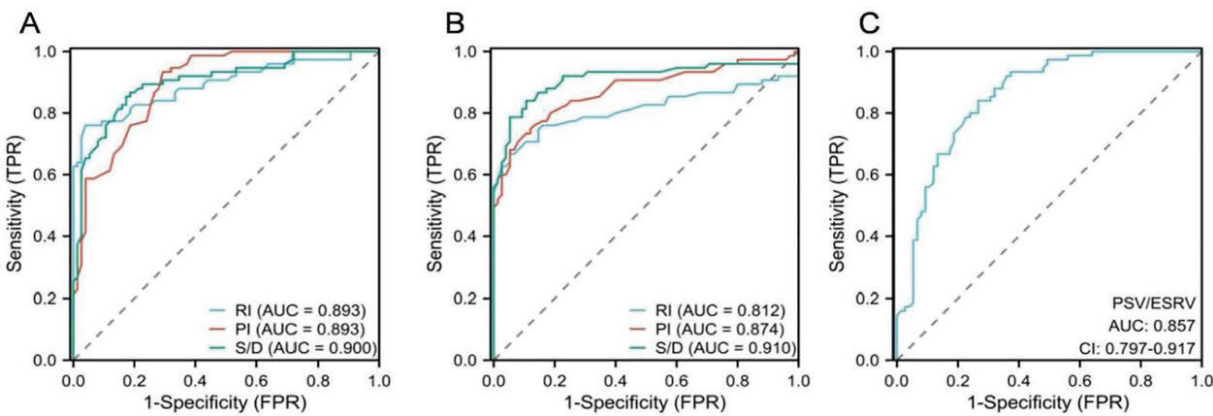 A
Sensitivity (TPR)
1.0
0.8
0.6
0.4
0.2
0.0
RI (AUC = 0.893)
PI (AUC = 0.893)
S/D (AUC = 0.900)
0.0 0.2 0.4 0.6 0.8 1.0
1-Specificity (FPR)
B
Sensitivity (TPR)
1.0
0.8
0.6
0.4
0.2
0.0
RI (AUC = 0.812)
PI (AUC = 0.874)
S/D (AUC = 0.910)
0.0 0.2 0.4 0.6 0.8 1.0
1-Specificity (FPR)
C
Sensitivity (TPR)
1.0
0.8
0.6
0.4
0.2
0.0
PSV/ESRV
AUC: 0.857
CI: 0.797-0.917
0.0 0.2 0.4 0.6 0.8 1.0
1-Specificity (FPR)